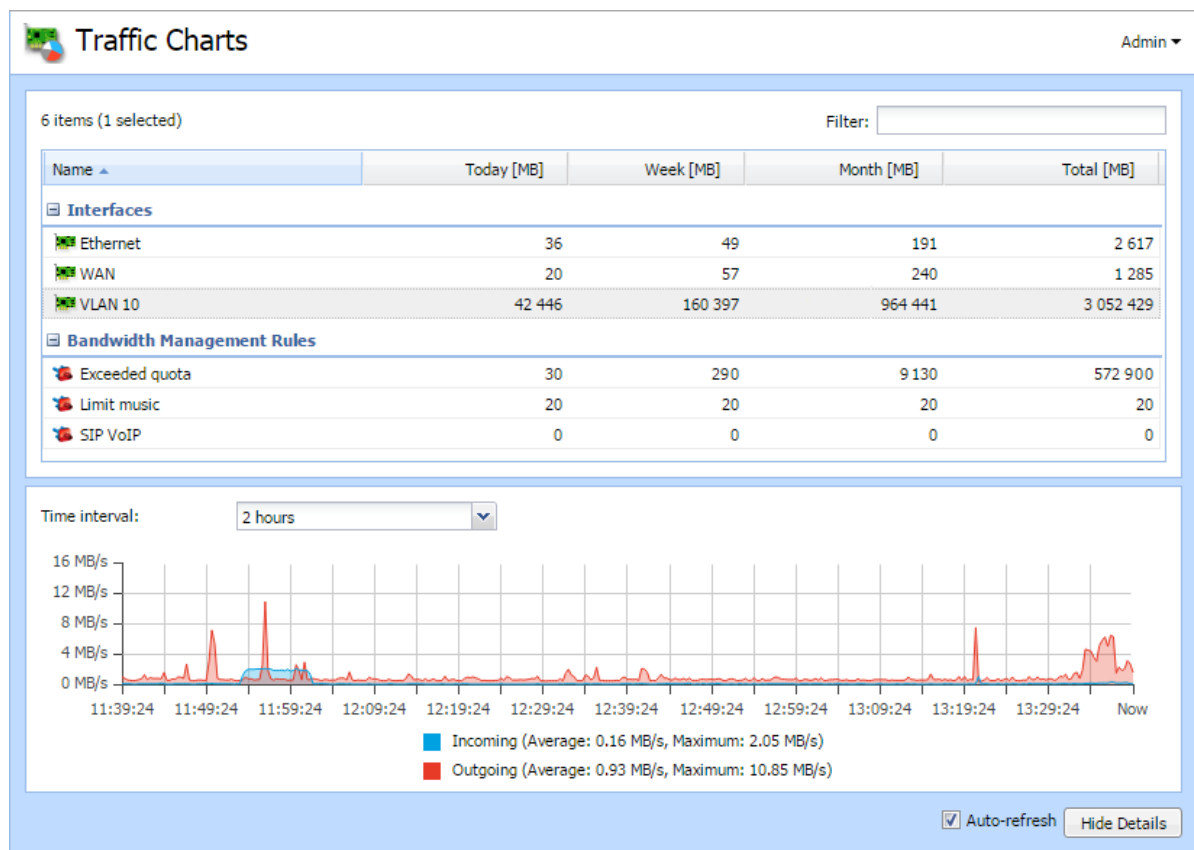 Traffic Charts
Admin
6 items (1 selected)
Filter:
Name Today [MB] Week [MB] Month [MB] Total [MB]
Interfaces
Ethernet 36 49 191 2 617
WAN 20 57 240 1 285
VLAN 10 42 446 160 397 964 441 3 052 429
Bandwidth Management Rules
Exceeded quota 30 290 9 130 572 900
Limit music 20 20 20 20
SIP VoIP 0 0 0 0
Time interval: 2 hours
16 MB/s
12 MB/s
8 MB/s
4 MB/s
0 MB/s
11:39:24 11:49:24 11:59:24 12:09:24 12:19:24 12:29:24 12:39:24 12:49:24 12:59:24 13:09:24 13:19:24 13:29:24 Now
Incoming (Average: 0.16 MB/s, Maximum: 2.05 MB/s)
Outgoing (Average: 0.93 MB/s, Maximum: 10.85 MB/s)
Auto-refresh Hide Details